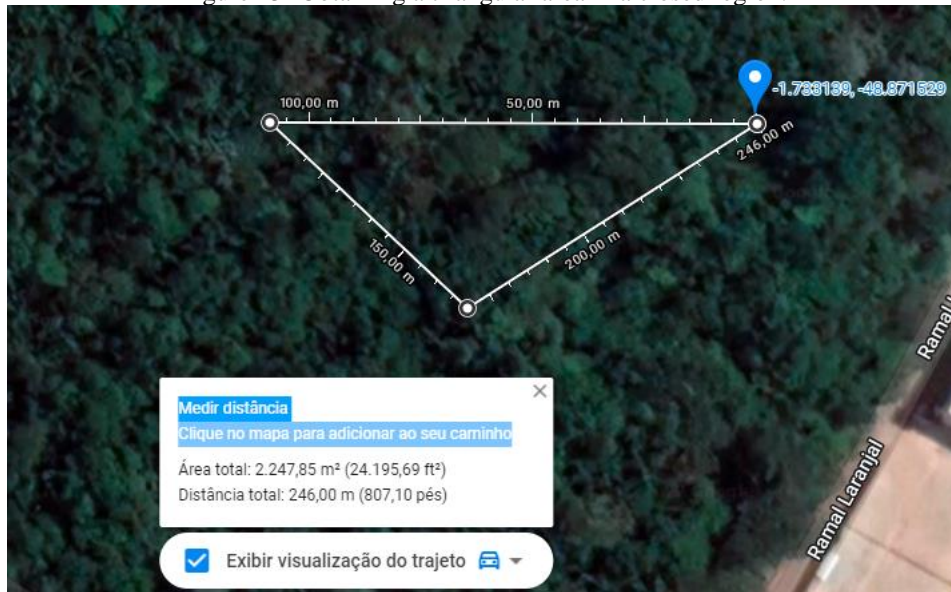 100,00 m
50,00 m
-1.733139, -48.871529
246,00 m
150,00 m
200,00 m
Ramal
Medir distância
Clique no mapa para adicionar ao seu caminho
Área total: 2.247,85 m² (24.195,69 ft²)
Distância total: 246,00 m (807,10 pés)
Ramal Laranjal
Exibir visualização do trajeto